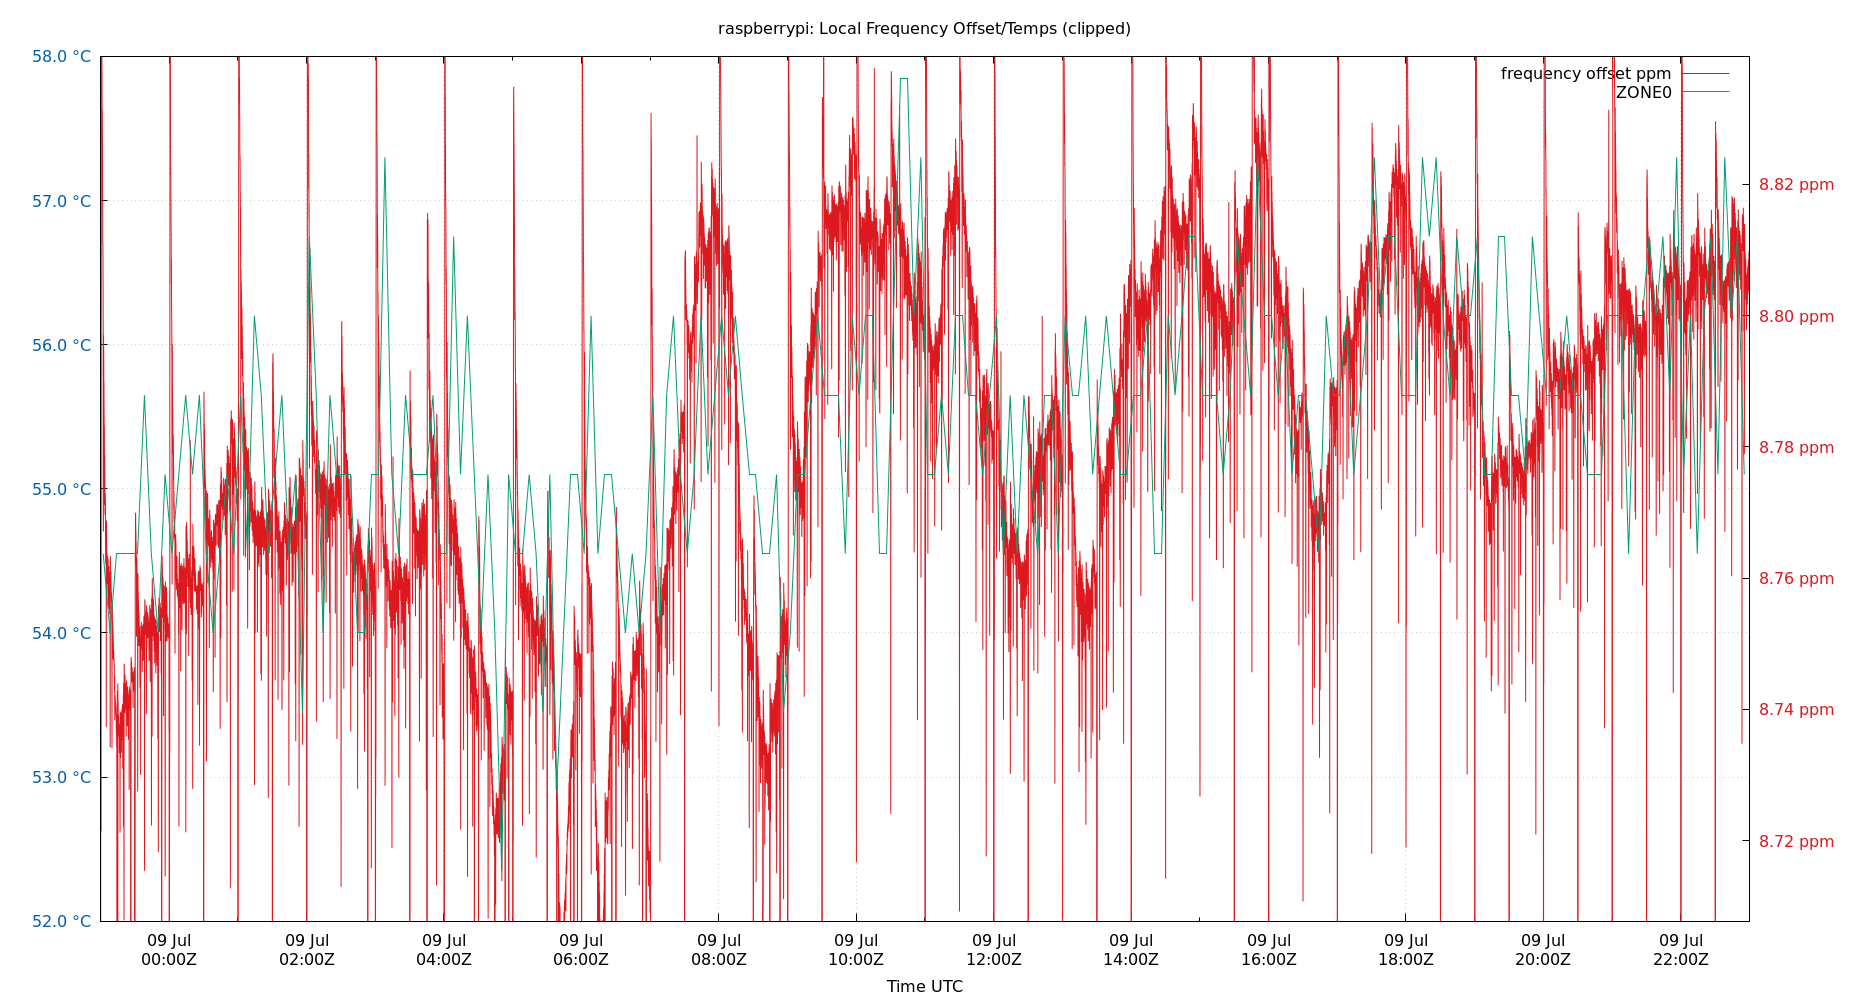 raspberrypi: Local Frequency Offset/Temps (clipped)
frequency offset ppm
ZONE0
58.0 °C
57.0 °C
56.0 °C
55.0 °C
54.0 °C
53.0 °C
52.0 °C
8.82 ppm
8.80 ppm
8.78 ppm
8.76 ppm
8.74 ppm
8.72 ppm
09 Jul 09 Jul 09 Jul 09 Jul 09 Jul 09 Jul 09 Jul 09 Jul 09 Jul 09 Jul 09 Jul 09 Jul
00:00Z 02:00Z 04:00Z 06:00Z 08:00Z 10:00Z 12:00Z 14:00Z 16:00Z 18:00Z 20:00Z 22:00Z
Time UTC